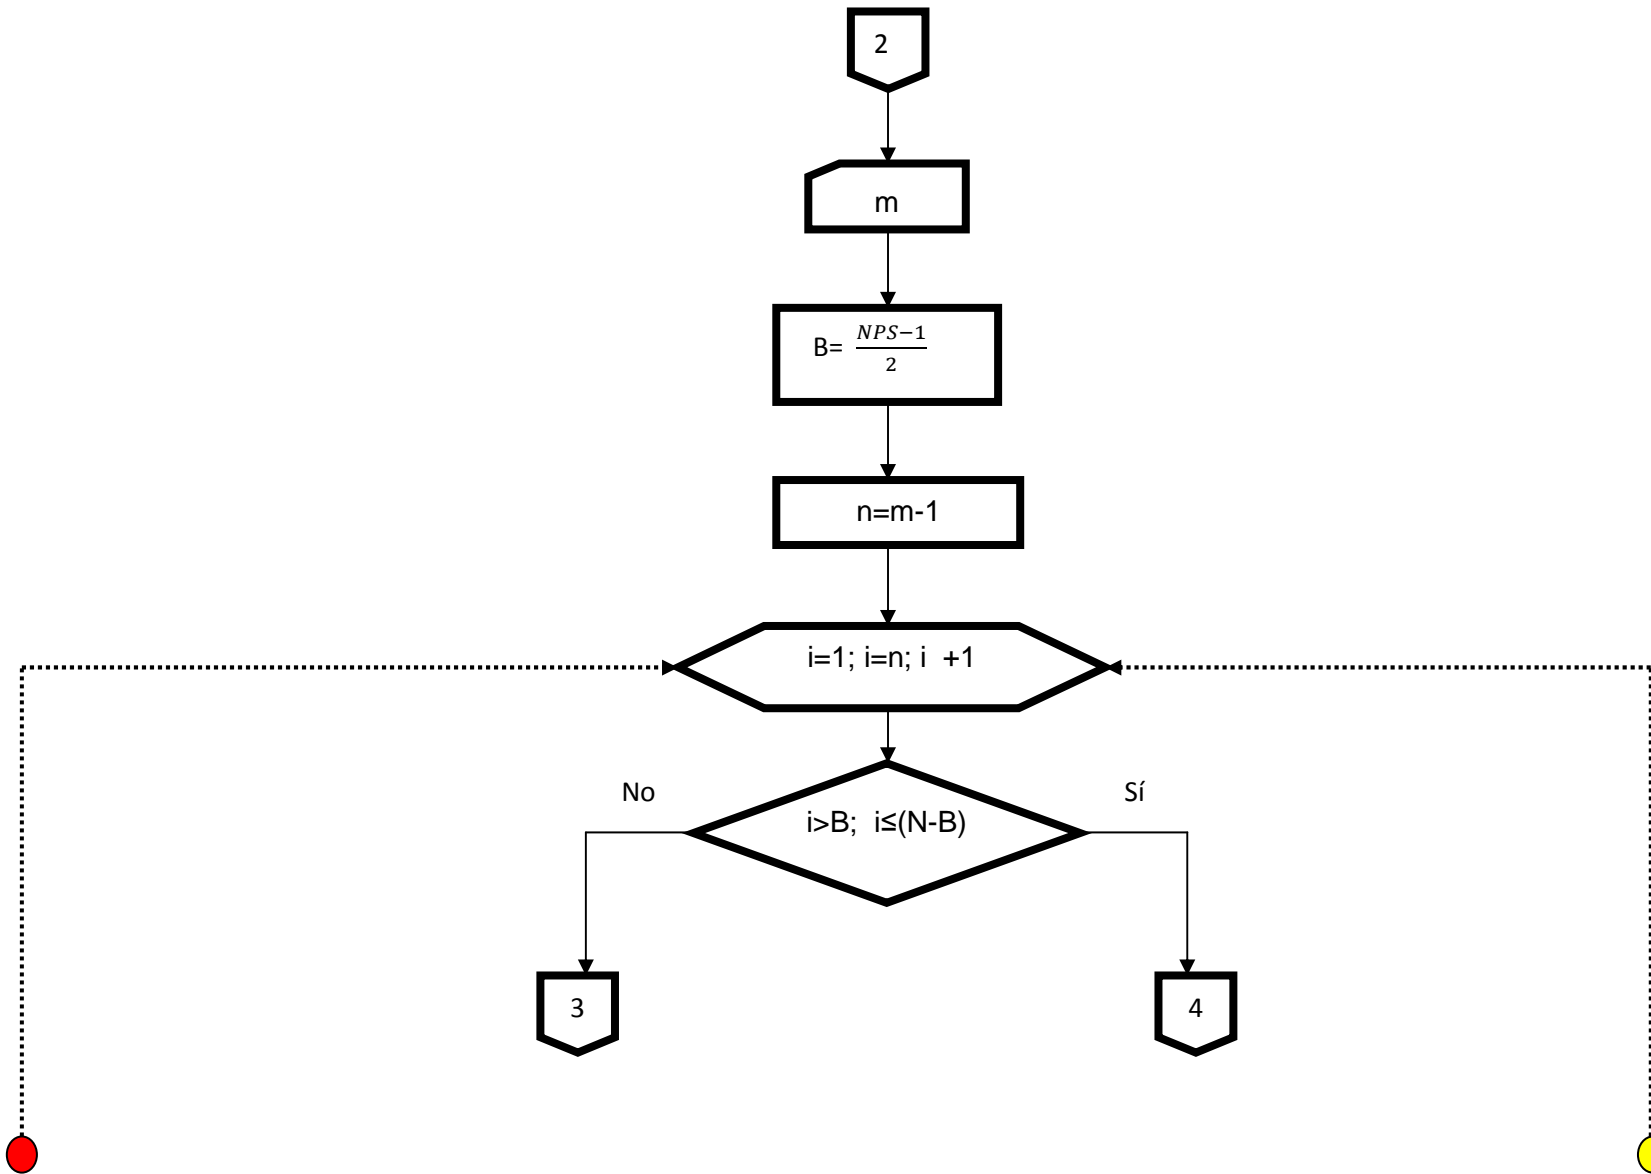 2
m
B= NPS−1
2
n=m-1
i=1; i=n; i +1
No
Sí
i>B; i≤(N-B)
3
4